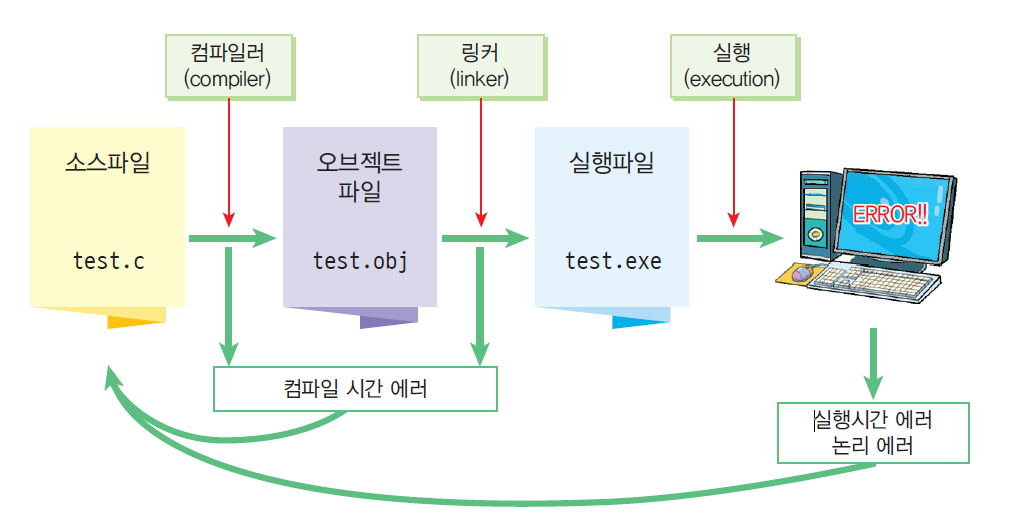 컴파일러
(compiler)
링커
(linker)
실행
(execution)
소스파일
test.c
오브젝트
파일
test.obj
실행파일
test.exe
ERROR!!
컴파일 시간 에러
실행시간 에러
논리 에러